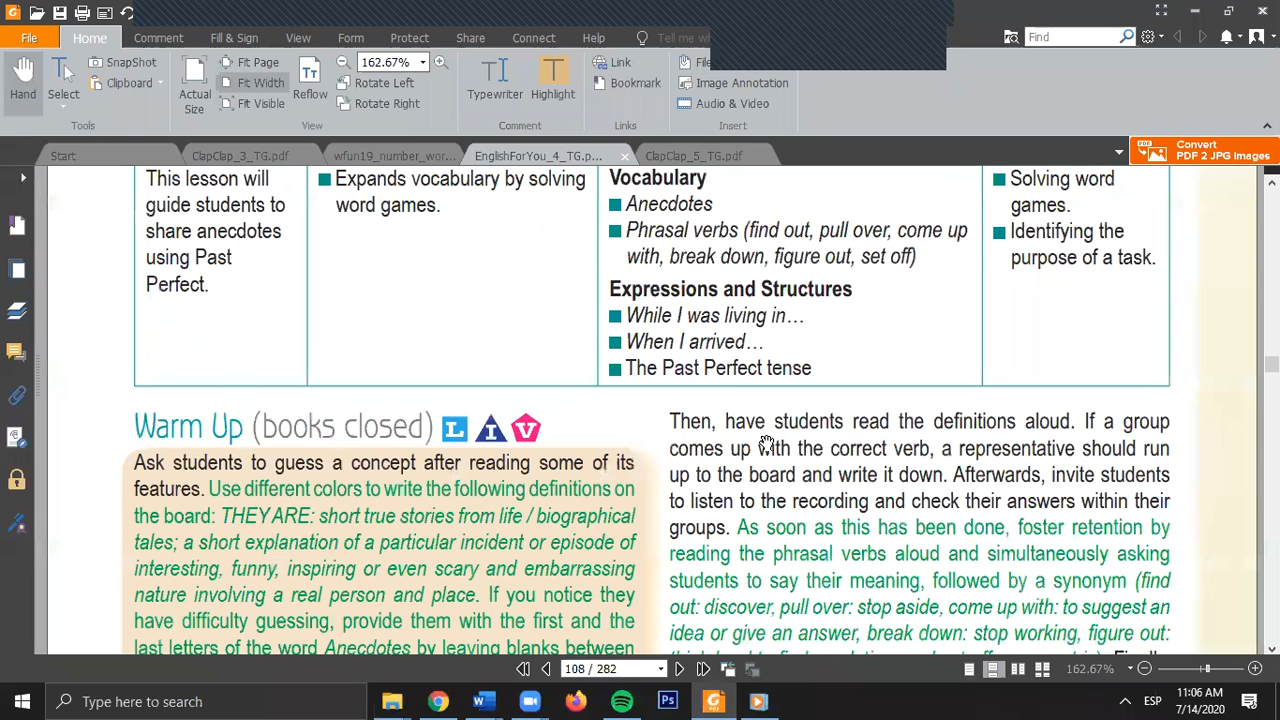 File
Home
Comment
Fill & Sign
View
Form
Protect
Share
Connect
Help
Tell me
Find
Hand
Select
SnapShot
Clipboard
Actual
Size
Fit Page
Fit Width
Fit Visible
Reflow
162.67%
Rotate Left
Rotate Right
Typewriter
Highlight
Link
Bookmark
Image Annotation
Audio & Video
Tools
View
Comment
Links
Insert
Start
ClapClap_3_TG.pdf
wfun19_number_wor...
EnglishForYou_4_TG.p...
ClapClap_5_TG.pdf
Convert
PDF 2 JPG Images
This lesson will
guide students to
share anecdotes
using Past
Perfect.
Expands vocabulary by solving
word games.
Vocabulary
Anecdotes
Phrasal verbs (find out, pull over, come up
with, break down, figure out, set off)
Expressions and Structures
While I was living in…
When I arrived…
The Past Perfect tense
Solving word
games.
Identifying the
purpose of a task.
Warm Up (books closed) L I V
Ask students to guess a concept after reading some of its
features. Use different colors to write the following definitions on
the board: THEY ARE: short true stories from life / biographical
tales; a short explanation of a particular incident or episode of
interesting, funny, inspiring or even scary and embarrassing
nature involving a real person and place. If you notice they
have difficulty guessing, provide them with the first and the
last letters of the word Anecdotes by leaving blanks between
Then, have students read the definitions aloud. If a group
comes up with the correct verb, a representative should run
up to the board and write it down. Afterwards, invite students
to listen to the recording and check their answers within their
groups. As soon as this has been done, foster retention by
reading the phrasal verbs aloud and simultaneously asking
students to say their meaning, followed by a synonym (find
out: discover, pull over: stop aside, come up with: to suggest an
idea or give an answer, break down: stop working, figure out:
108 / 282
162.67%
Type here to search
ESP
11:06 AM
7/14/2020